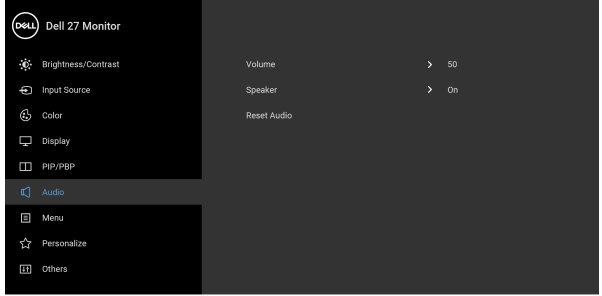 DELL Dell 27 Monitor
Brightness/Contrast
Input Source
Color
Display
PIP/PBP
Audio
Menu
Personalize
Others
Volume > 50
Speaker > On
Reset Audio